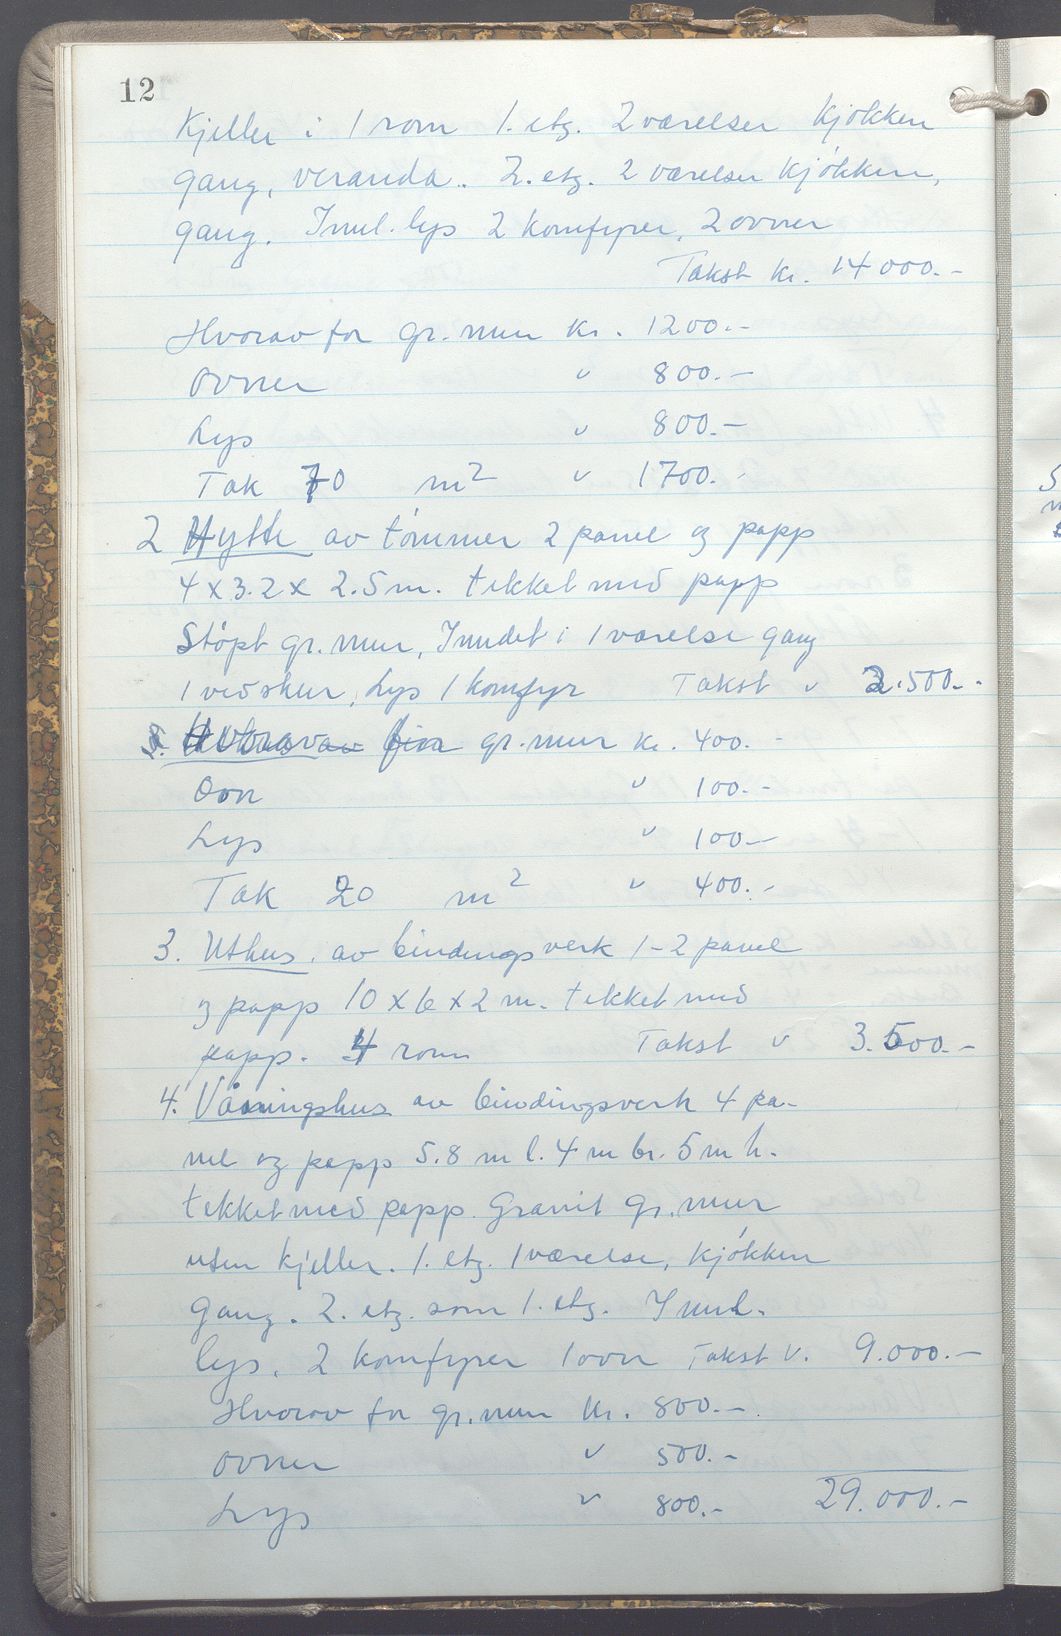 12
Kjeller i 1 rom 1. etg. 2 værelser kjøkken
gang, veranda. 2. etg. 2 værelser kjøkken,
gang. Innl. lys 2 komfyrer, 2 ovner
Takst kr. 14 000.-
Hvorav for gr. mur kr. 1200.-
Ovner " 800.-
Lys " 800.-
Tak 70 m² " 1700.-
2 Hytte av tømmer 2 panel og papp
4 x 3.2 x 2.5 m. tekket med papp
Støpt gr. mur, Inndet i 1 værelse gang
1 vedskur, Lys 1 komfyr Takst " 2.500.-
Hvorav for gr. mur kr. 400.-
Ovn " 100.-
Lys " 100.-
Tak 20 m² " 400.-
3. Uthus. av bindingsverk 1-2 panel
og papp 10 x 6 x 2 m. tekket med
papp. 4 rom Takst " 3.500.-
4. Våningshus av bindingsverk 4 pa-
nel og papp 5.8 m l. 4 m br. 5 m h.
tekket med papp. Granit gr. mur
uten kjeller. 1. etg. 1 værelse, kjøkken
Gang. 2. etg. som 1. etg. Innl.
lys. 2 komfyrer 1 ovn Takst ". 9.000.-
Hvorav for gr. mur kr. 800.-
Ovner " 500.-
Lys " 800.- 29.000.-